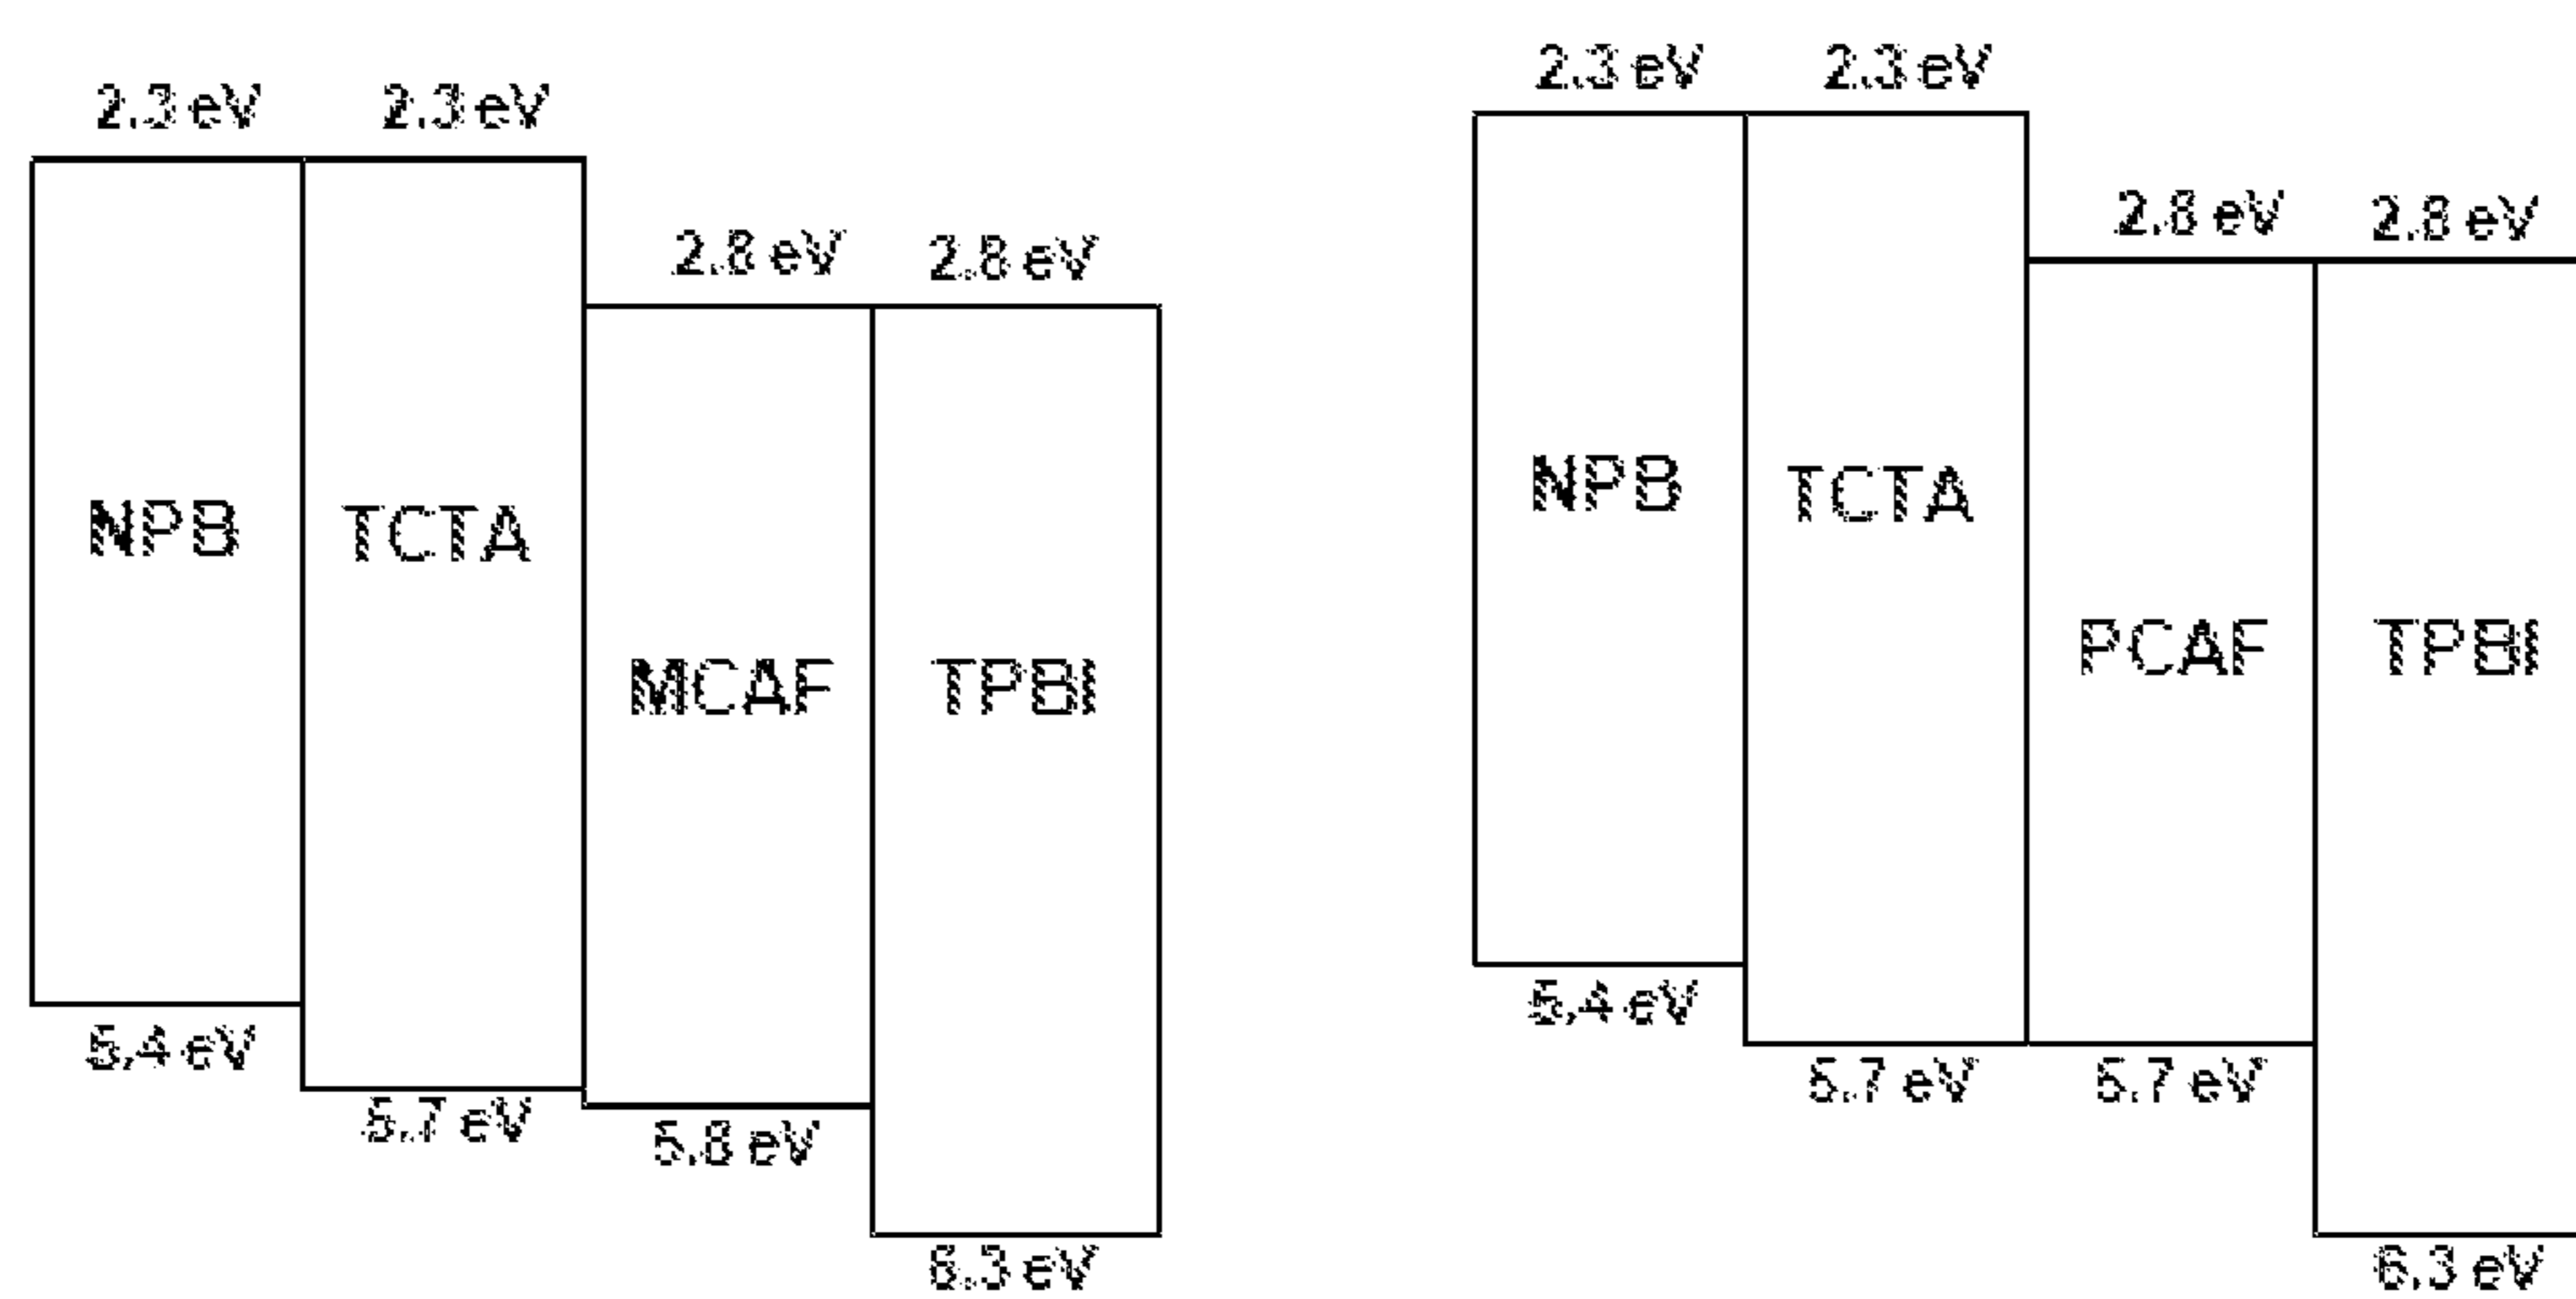 2.3 eV 2.3 eV
2.8 eV 2.8 eV
NPB TCTA
MCAF TPBI
5.4 eV
5.7 eV
5.8 eV
6.3 eV
2.3 eV 2.3 eV
2.8 eV 2.8 eV
NPB TCTA
PCAF TPBI
5.4 eV
5.7 eV 5.7 eV
6.3 eV